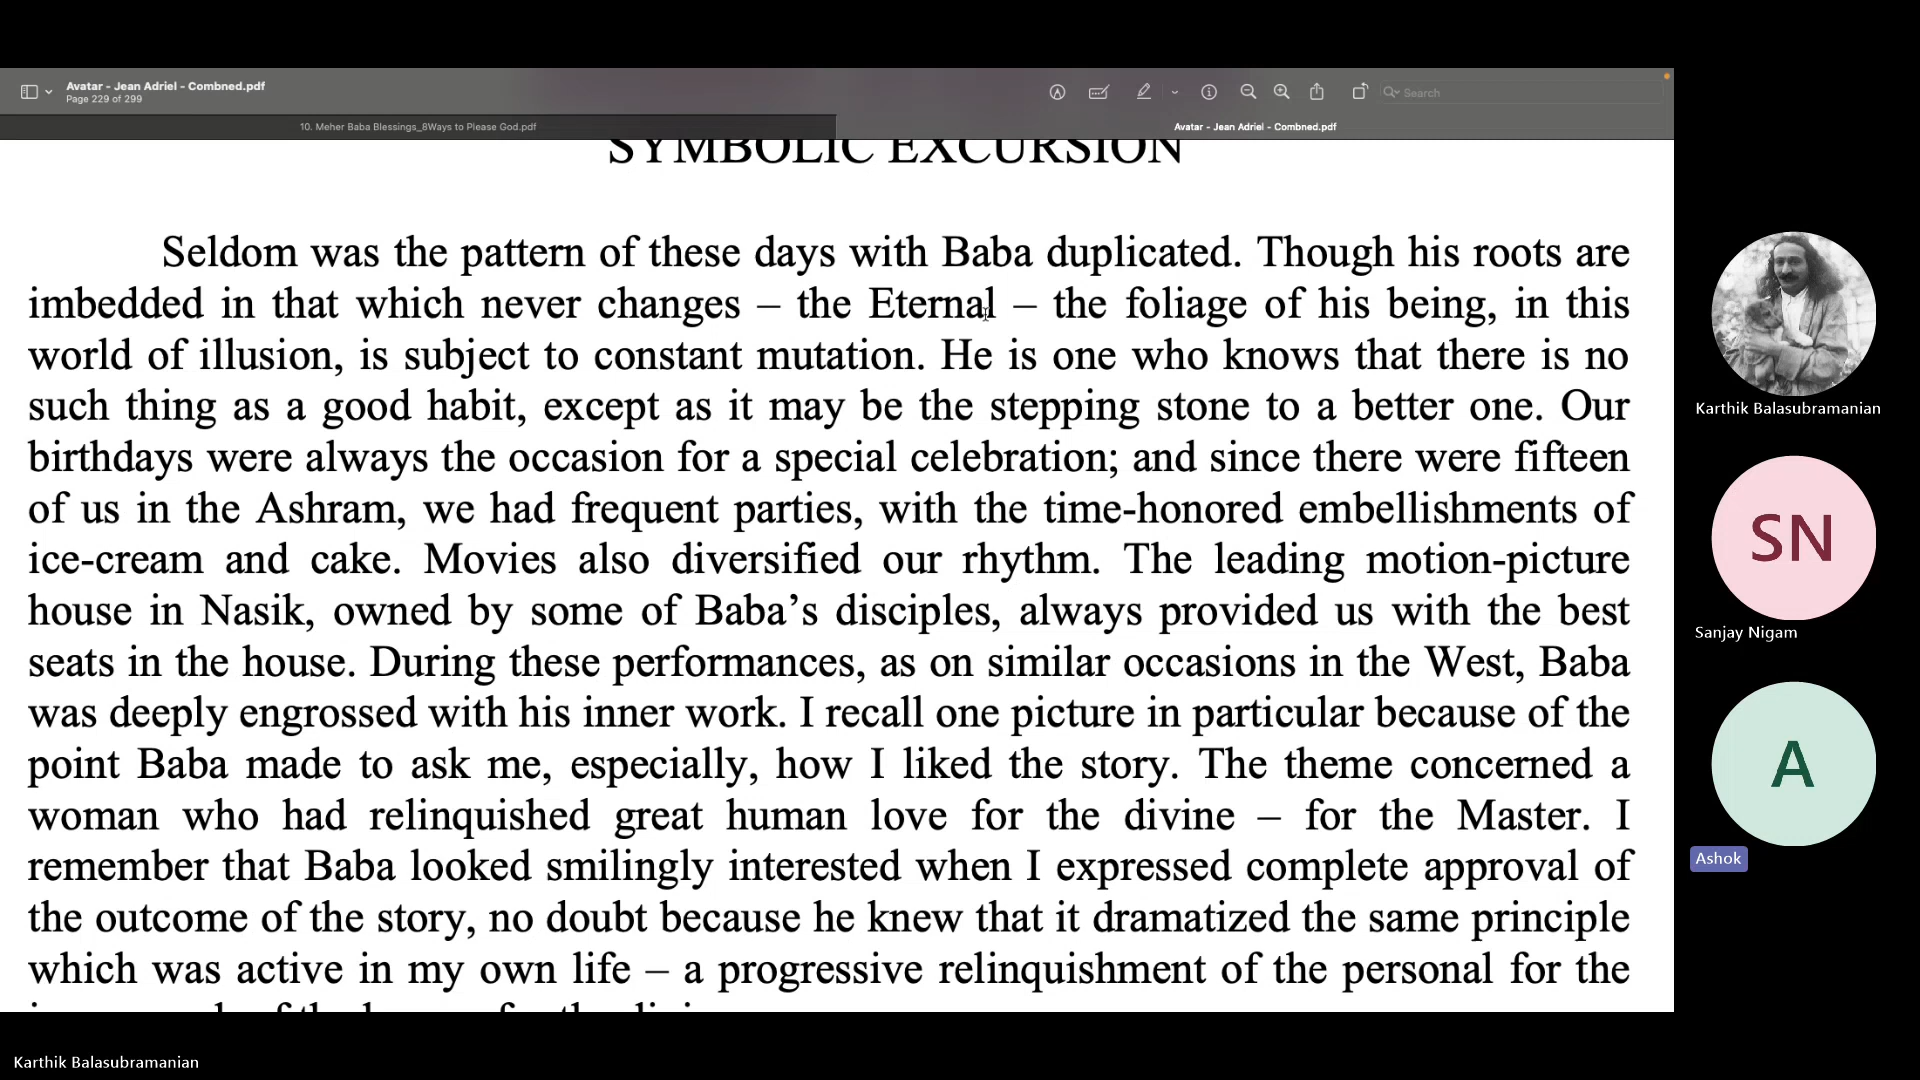 Avatar - Jean Adriel - Combned.pdf
Page 229 of 299
Search
10. Meher Baba Blessings_8Ways to Please God.pdf
Avatar - Jean Adriel - Combned.pdf
SYMBOLIC EXCURSION
Seldom was the pattern of these days with Baba duplicated. Though his roots are
imbedded in that which never changes – the Eternal – the foliage of his being, in this
world of illusion, is subject to constant mutation. He is one who knows that there is no
such thing as a good habit, except as it may be the stepping stone to a better one. Our
birthdays were always the occasion for a special celebration; and since there were fifteen
of us in the Ashram, we had frequent parties, with the time-honored embellishments of
ice-cream and cake. Movies also diversified our rhythm. The leading motion-picture
house in Nasik, owned by some of Baba’s disciples, always provided us with the best
seats in the house. During these performances, as on similar occasions in the West, Baba
was deeply engrossed with his inner work. I recall one picture in particular because of the
point Baba made to ask me, especially, how I liked the story. The theme concerned a
woman who had relinquished great human love for the divine – for the Master. I
remember that Baba looked smilingly interested when I expressed complete approval of
the outcome of the story, no doubt because he knew that it dramatized the same principle
which was active in my own life – a progressive relinquishment of the personal for the
Karthik Balasubramanian
SN
Sanjay Nigam
A
Ashok
Karthik Balasubramanian